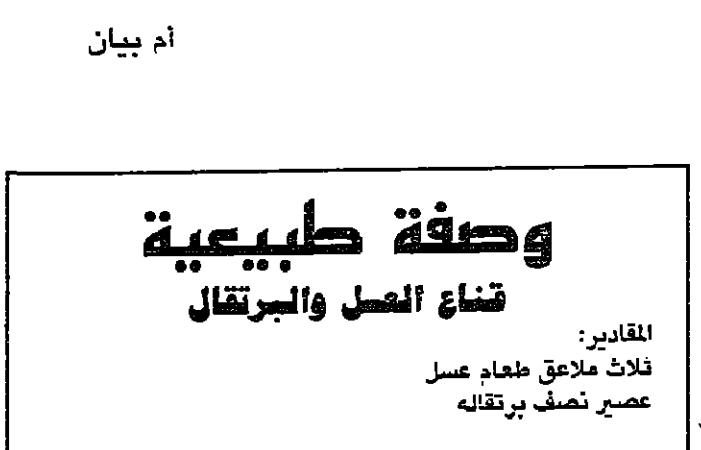 أم بيان
وصفة طبيعية
قناع العسل والبرتقال
المقادير:
ثلاث ملاعق طعام عسل
عصير نصف برتقاله